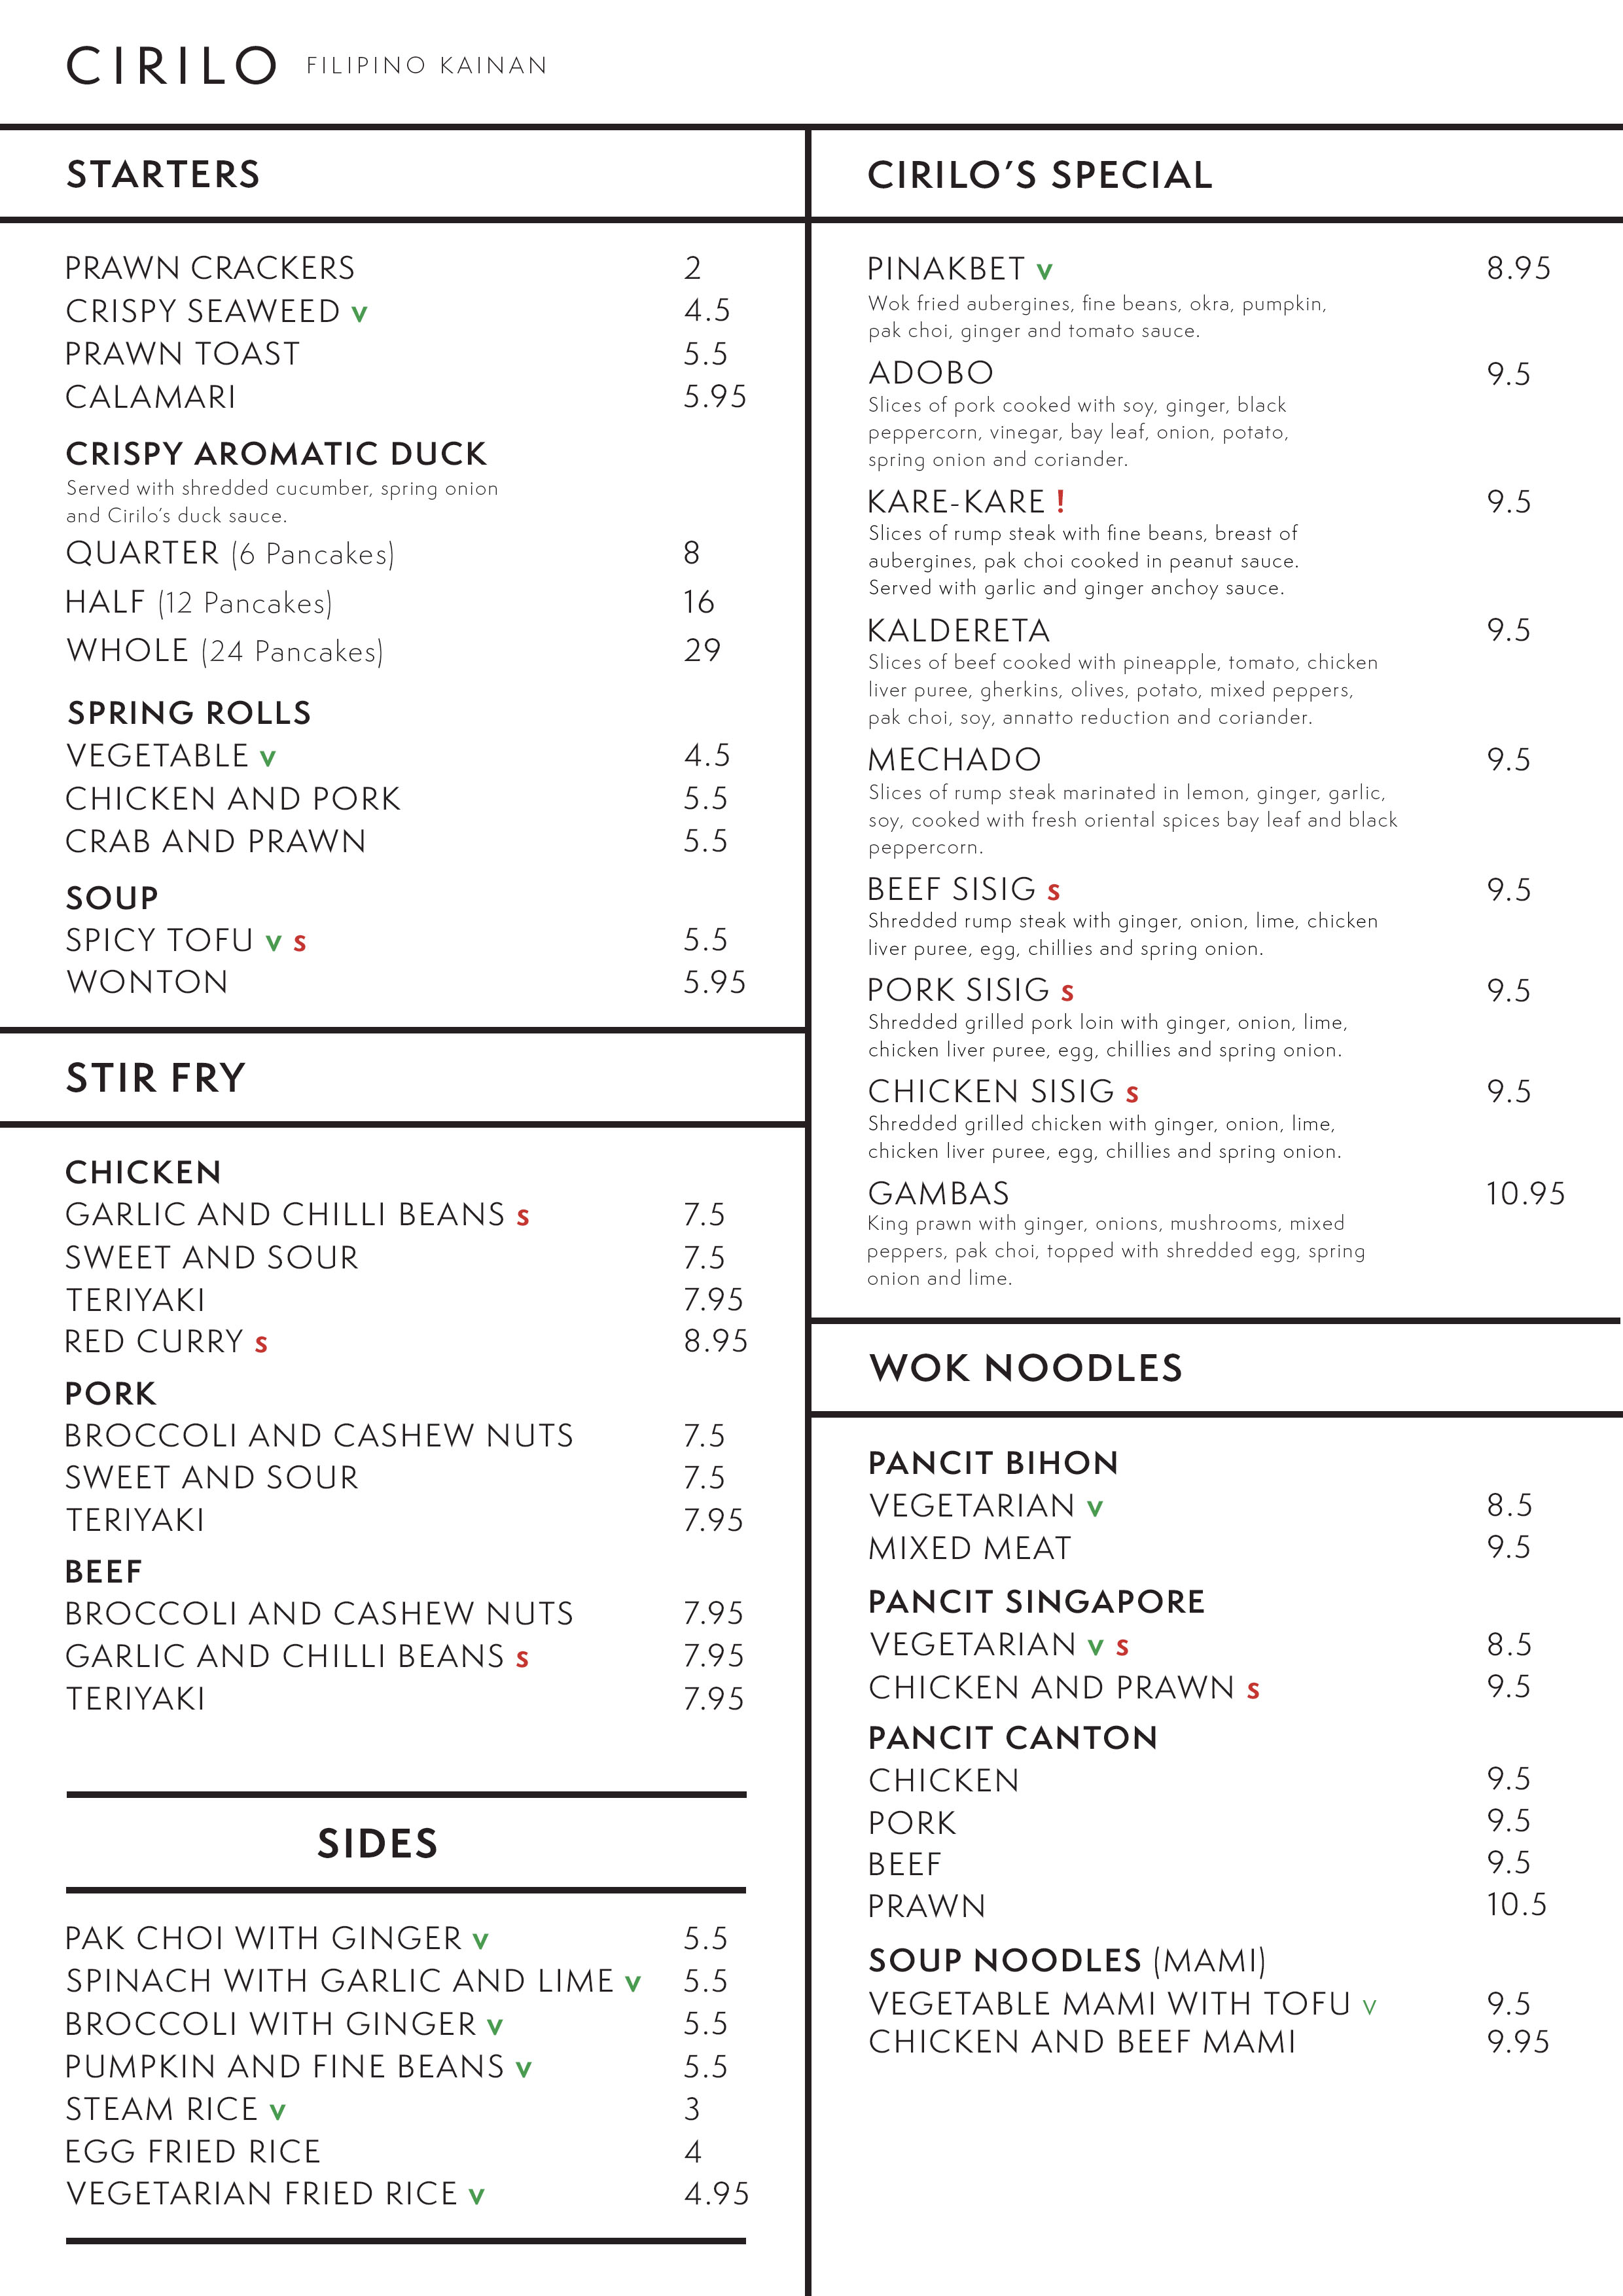 CIRILO FILIPINO KAINAN
STARTERS
PRAWN CRACKERS 2
CRISPY SEAWEED v 4.5
PRAWN TOAST 5.5
CALAMARI 5.95
CRISPY AROMATIC DUCK
Served with shredded cucumber, spring onion
and Cirilo's duck sauce.
QUARTER (6 Pancakes) 8
HALF (12 Pancakes) 16
WHOLE (24 Pancakes) 29
SPRING ROLLS
VEGETABLE v 4.5
CHICKEN AND PORK 5.5
CRAB AND PRAWN 5.5
SOUP
SPICY TOFU v s 5.5
WONTON 5.95
STIR FRY
CHICKEN
GARLIC AND CHILLI BEANS s 7.5
SWEET AND SOUR 7.5
TERIYAKI 7.95
RED CURRY s 8.95
PORK
BROCCOLI AND CASHEW NUTS 7.5
SWEET AND SOUR 7.5
TERIYAKI 7.95
BEEF
BROCCOLI AND CASHEW NUTS 7.95
GARLIC AND CHILLI BEANS s 7.95
TERIYAKI 7.95
SIDES
PAK CHOI WITH GINGER v 5.5
SPINACH WITH GARLIC AND LIME v 5.5
BROCCOLI WITH GINGER v 5.5
PUMPKIN AND FINE BEANS v 5.5
STEAM RICE v 3
EGG FRIED RICE 4
VEGETARIAN FRIED RICE v 4.95
CIRILO'S SPECIAL
PINAKBET v 8.95
Wok fried aubergines, fine beans, okra, pumpkin,
pak choi, ginger and tomato sauce.
ADOBO 9.5
Slices of pork cooked with soy, ginger, black
peppercorn, vinegar, bay leaf, onion, potato,
spring onion and coriander.
KARE-KARE ! 9.5
Slices of rump steak with fine beans, breast of
aubergines, pak choi cooked in peanut sauce.
Served with garlic and ginger anchoy sauce.
KALDERETA 9.5
Slices of beef cooked with pineapple, tomato, chicken
liver puree, gherkins, olives, potato, mixed peppers,
pak choi, soy, annatto reduction and coriander.
MECHADO 9.5
Slices of rump steak marinated in lemon, ginger, garlic,
soy, cooked with fresh oriental spices bay leaf and black
peppercorn.
BEEF SISIG s 9.5
Shredded rump steak with ginger, onion, lime, chicken
liver puree, egg, chillies and spring onion.
PORK SISIG s 9.5
Shredded grilled pork loin with ginger, onion, lime,
chicken liver puree, egg, chillies and spring onion.
CHICKEN SISIG s 9.5
Shredded grilled chicken with ginger, onion, lime,
chicken liver puree, egg, chillies and spring onion.
GAMBAS 10.95
King prawn with ginger, onions, mushrooms, mixed
peppers, pak choi, topped with shredded egg, spring
onion and lime.
WOK NOODLES
PANCIT BIHON
VEGETARIAN v 8.5
MIXED MEAT 9.5
PANCIT SINGAPORE
VEGETARIAN v s 8.5
CHICKEN AND PRAWN s 9.5
PANCIT CANTON
CHICKEN 9.5
PORK 9.5
BEEF 9.5
PRAWN 10.5
SOUP NOODLES (MAMI)
VEGETABLE MAMI WITH TOFU v 9.5
CHICKEN AND BEEF MAMI 9.95